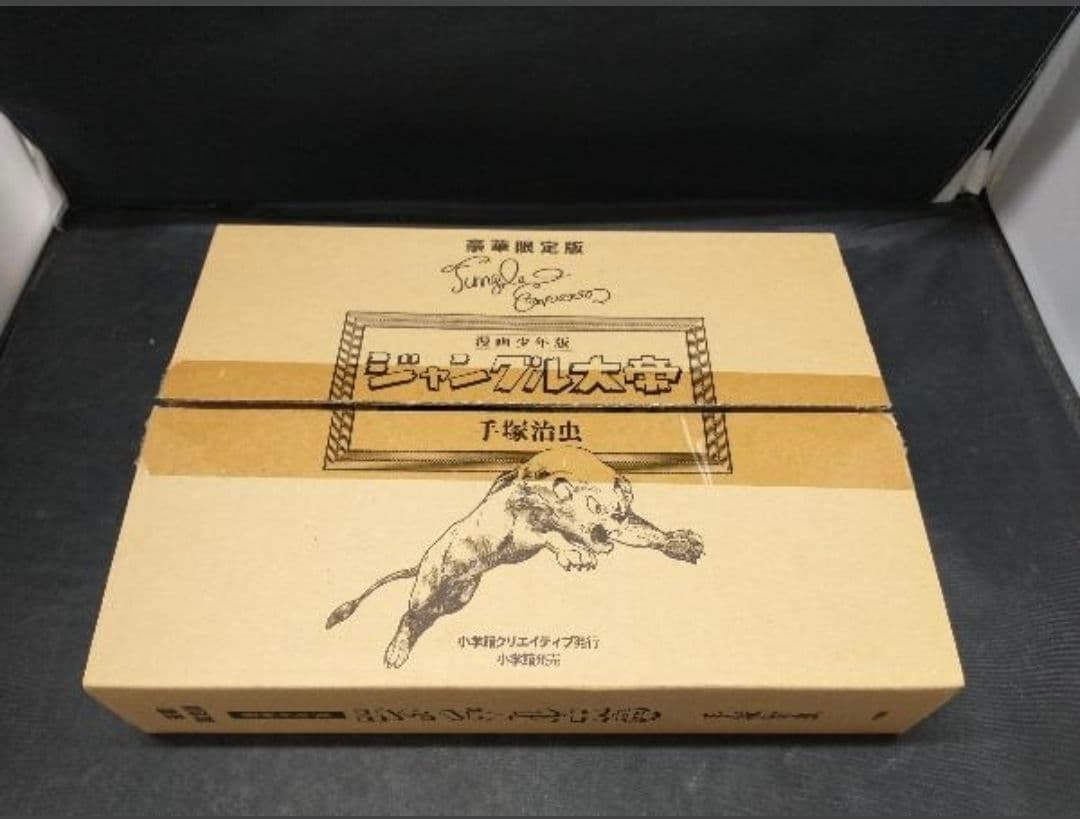 豪華限定版
Jungle
Emperor
漫画少年版
ジャングル大帝
手塚治虫
小学館クリエイティブ発行
小学館発売